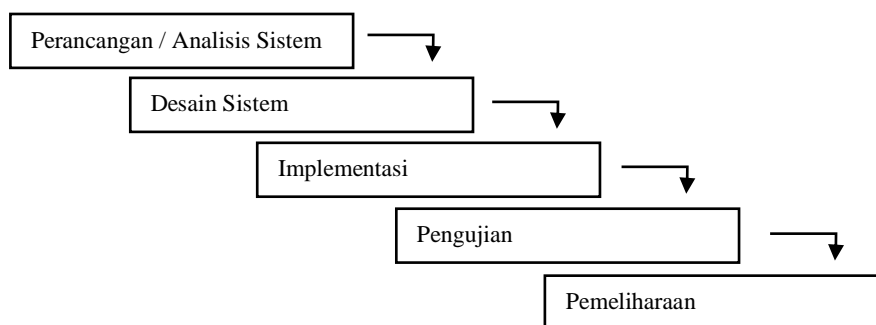 Perancangan / Analisis Sistem
Desain Sistem
Implementasi
Pengujian
Pemeliharaan